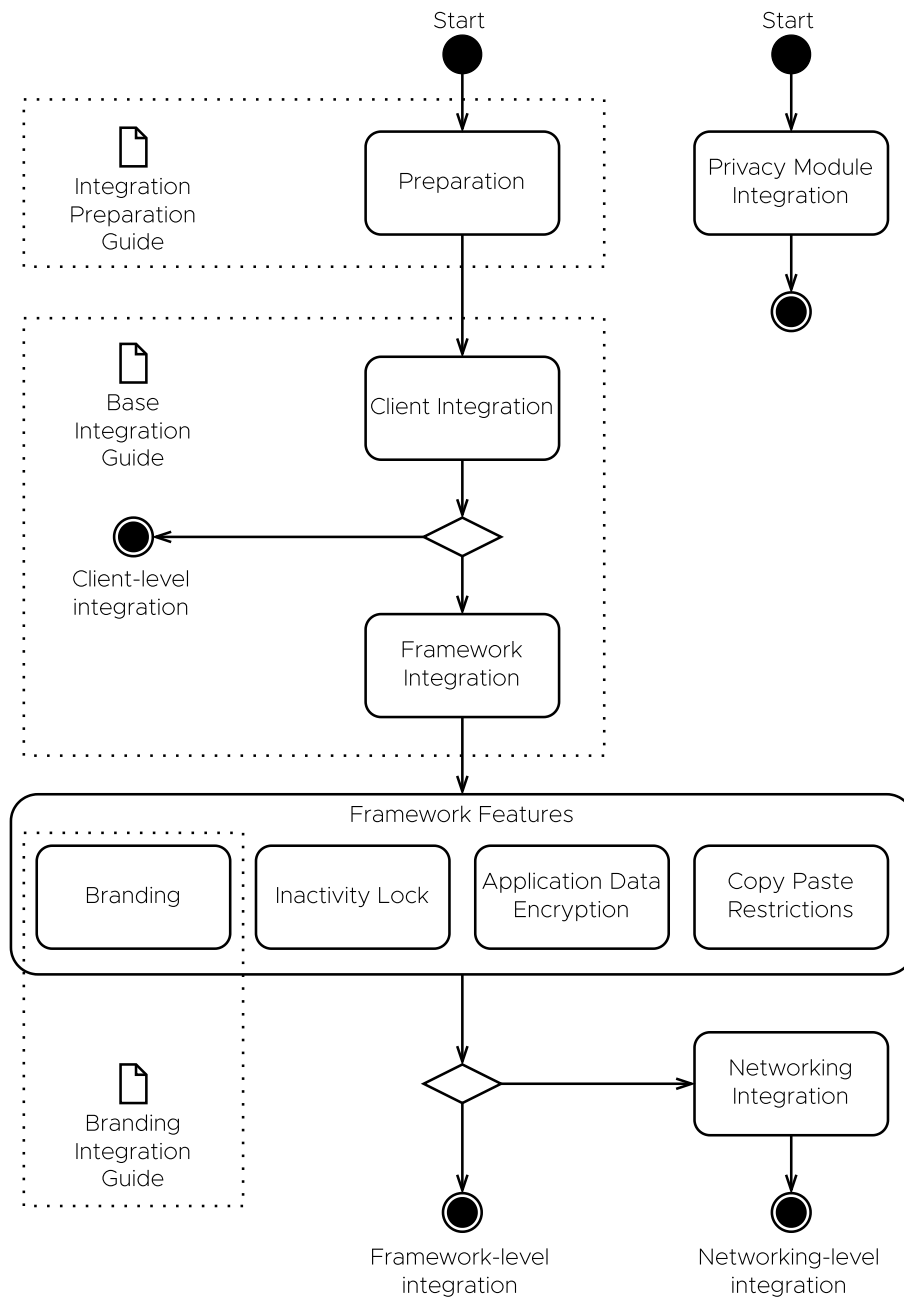 Start
Start
Integration
Preparation
Guide
Preparation
Privacy Module
Integration
Base
Integration
Guide
Client Integration
Client-level
integration
Framework
Integration
Framework Features
Branding
Inactivity Lock
Application Data
Encryption
Copy Paste
Restrictions
Branding
Integration
Guide
Networking
Integration
Framework-level
integration
Networking-level
integration